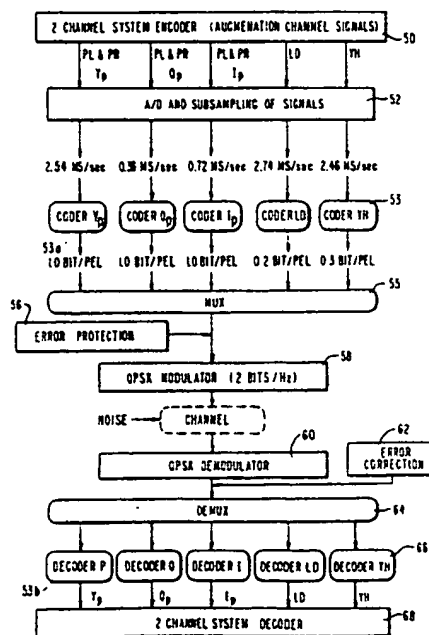 2 CHANNEL SYSTEM ENCODER (AUGMENATION CHANNEL SIGNALS)
50
PL & PR PL & PR PL & PR LD YH
Yp Qp Ip
A/D AND SUBSAMPLING OF SIGNALS
52
2.54 MS/sec 0.36 MS/sec 0.72 MS/sec 2.74 MS/sec 2.46 MS/sec
CODER Yp CODER Qp CODER Ip CODER LD CODER YH
53
53a
1.0 BIT/PEL 1.0 BIT/PEL 1.0 BIT/PEL 0.2 BIT/PEL 0.3 BIT/PEL
MUX
55
56
ERROR PROTECTION
QPSK MODULATOR (2 BITS/Hz)
58
NOISE CHANNEL
60
62
QPSK DEMODULATOR
ERROR CORRECTION
DEMUX
64
DECODER P DECODER Q DECODER I DECODER LD DECODER YH
66
53b
Yp Qp Ip LD YH
2 CHANNEL SYSTEM DECODER
68